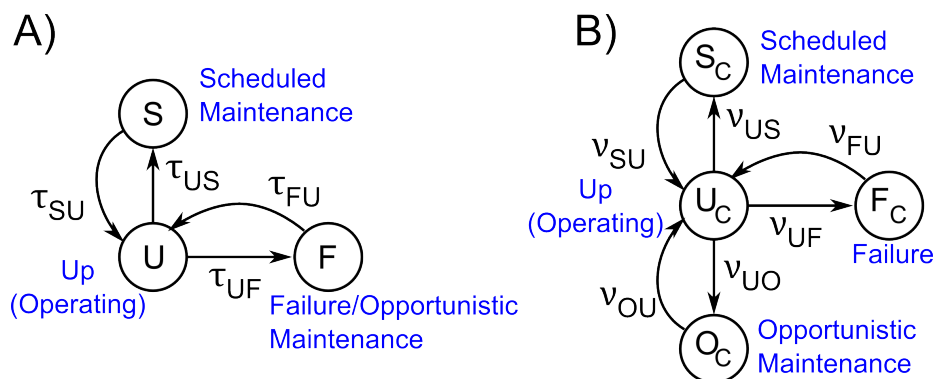 A)
Scheduled
Maintenance
S
τUS
τSU
τFU
U
F
τUF
Up
(Operating)
Failure/Opportunistic
Maintenance
B)
Scheduled
Maintenance
SC
νUS
νSU
νFU
Up
(Operating)
UC
FC
νUF
Failure
νUO
νOU
OC
Opportunistic
Maintenance